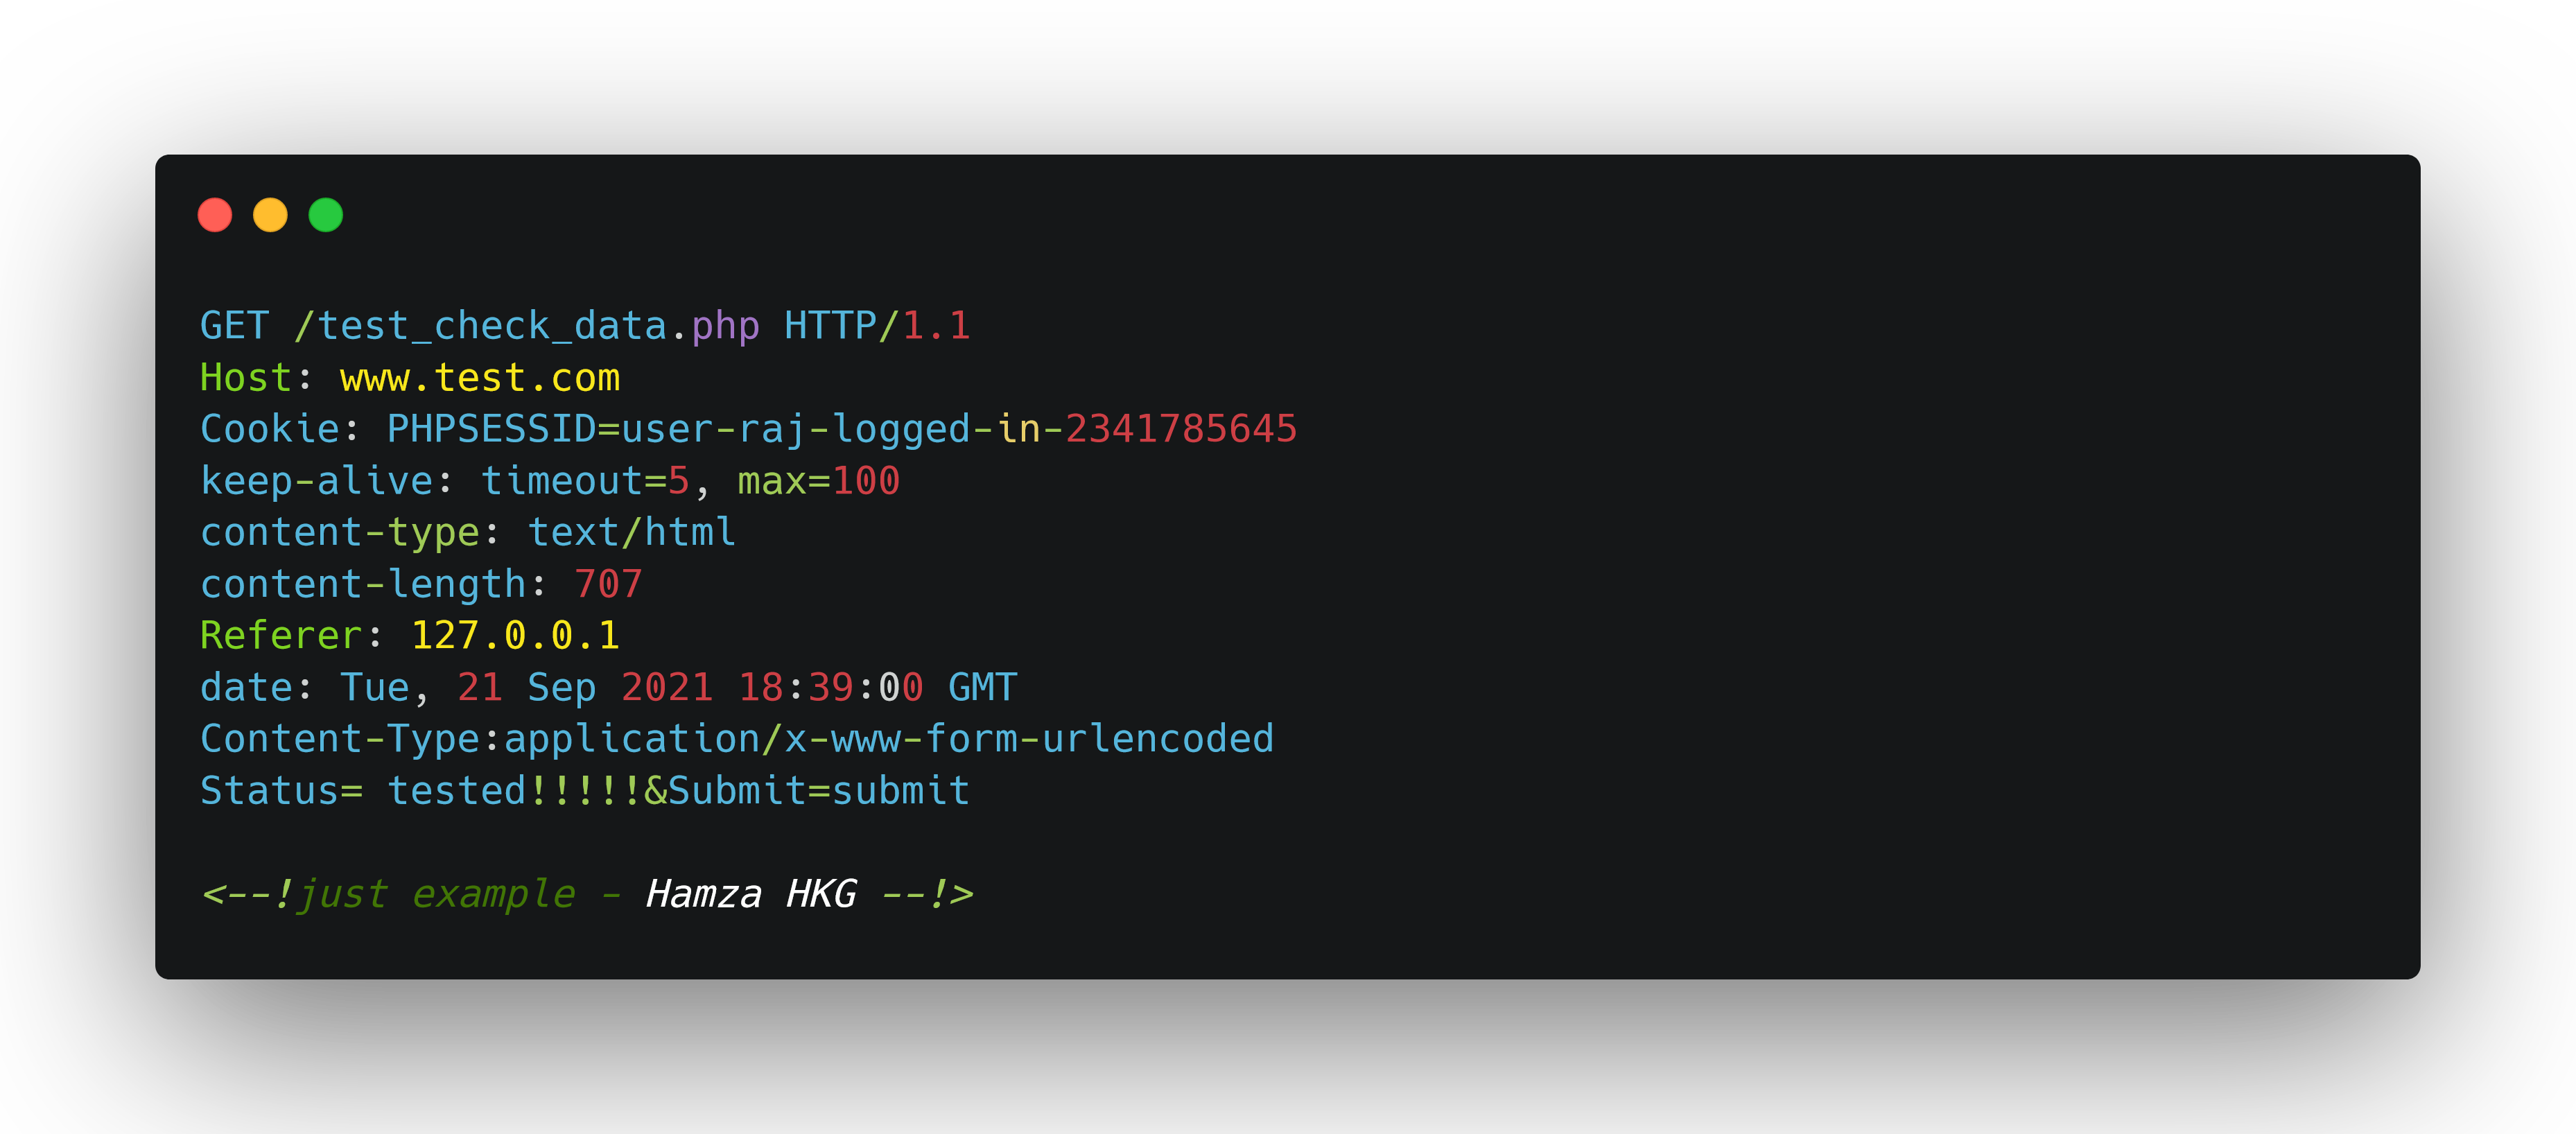 GET /test_check_data.php HTTP/1.1
Host: www.test.com
Cookie: PHPSESSID=user-raj-logged-in-2341785645
keep-alive: timeout=5, max=100
content-type: text/html
content-length: 707
Referer: 127.0.0.1
date: Tue, 21 Sep 2021 18:39:00 GMT
Content-Type:application/x-www-form-urlencoded
Status= tested!!!!!&Submit=submit
<--!just example - Hamza HKG --!>